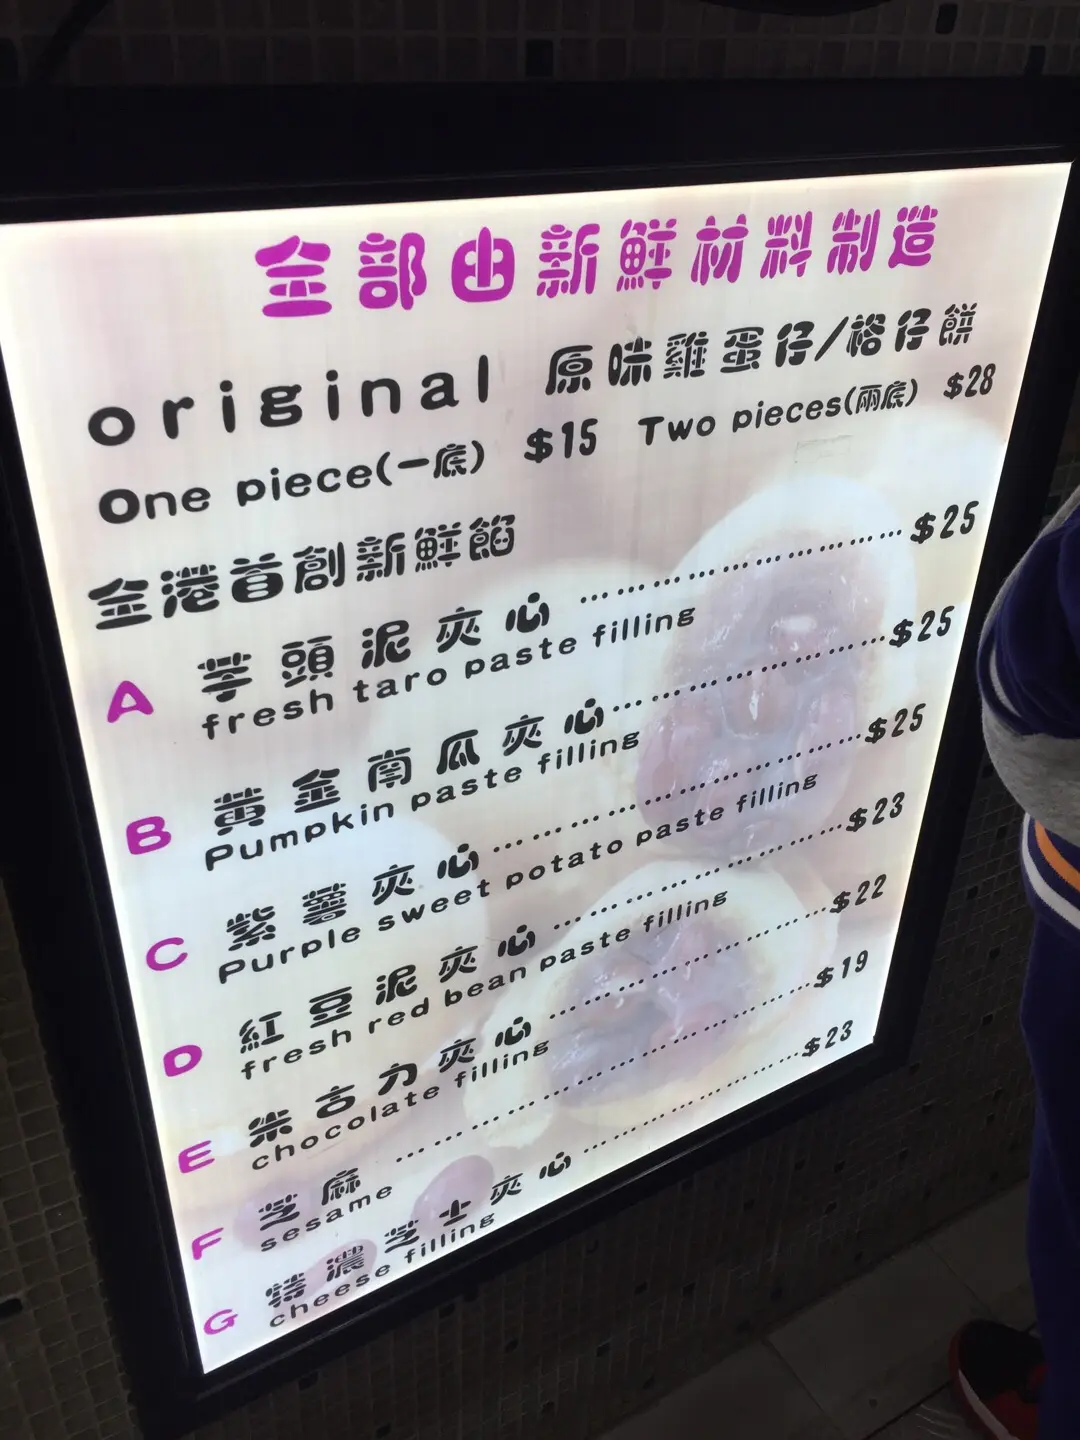 全部由新鮮材料制造
original 原味雞蛋仔/格仔餅
One piece(一底) $15 Two pieces(兩底) $28
全港首創新鮮餡
A 芋頭泥夾心 $25
fresh taro paste filling
B 黃金南瓜夾心 $25
Pumpkin paste filling
C 紫薯夾心 $25
Purple sweet potato paste filling
D 紅豆泥夾心 $23
fresh red bean paste filling
E 朱古力夾心 $22
chocolate filling
F 芝麻 $19
sesame
G 特濃芝士夾心 $23
cheese filling